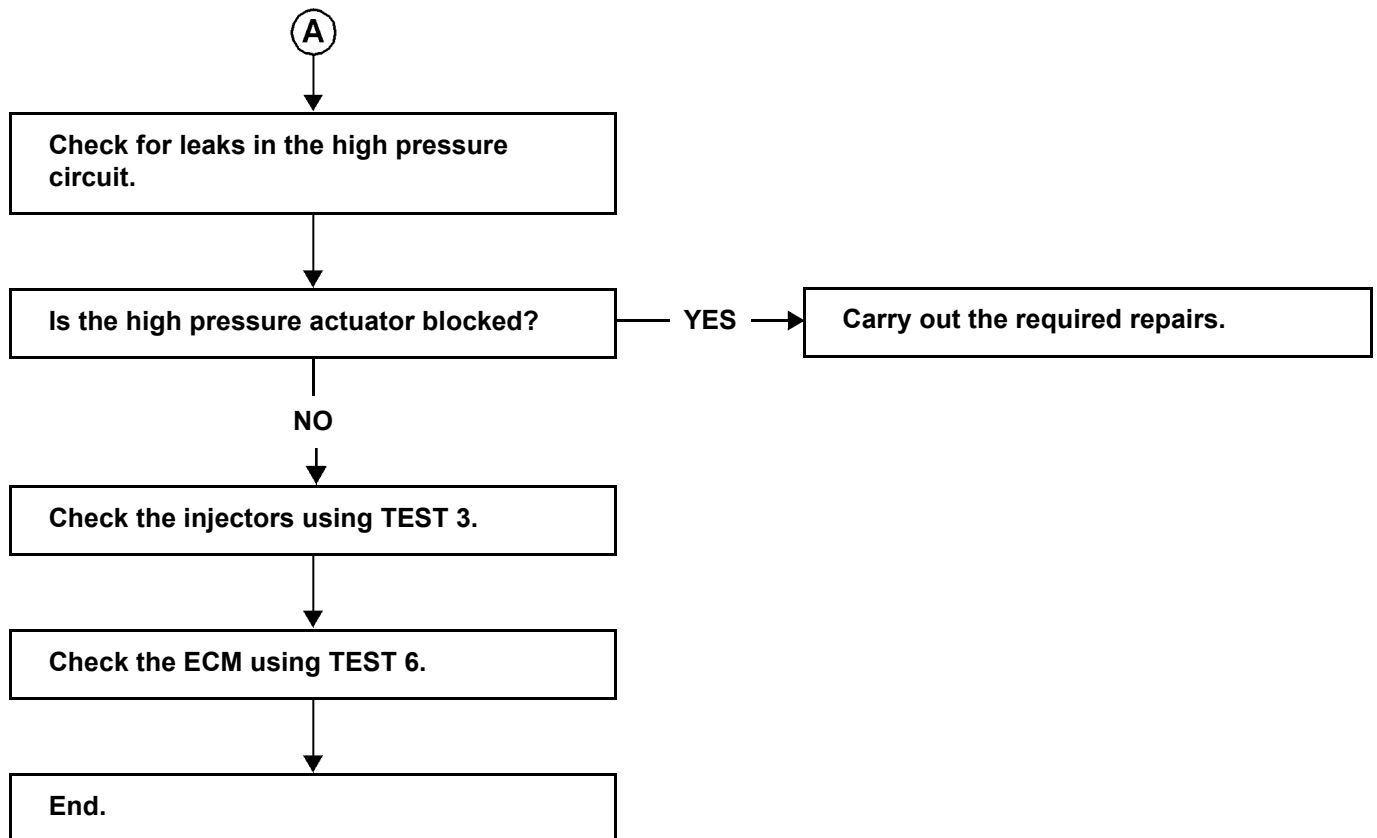 A
Check for leaks in the high pressure
circuit.
Is the high pressure actuator blocked?
YES
Carry out the required repairs.
NO
Check the injectors using TEST 3.
Check the ECM using TEST 6.
End.